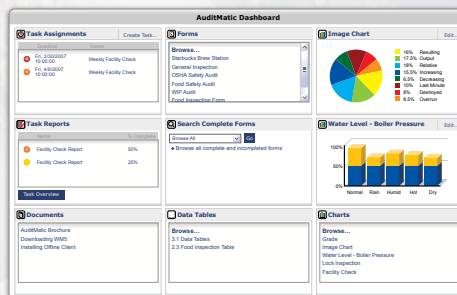 AuditMatic Dashboard
Task Assignments Create Task...
Deadline Name
Fri, 3/30/2007
10:00:00 Weekly Facility Check
Fri, 4/6/2007
10:00:00 Weekly Facility Check
Forms
Browse...
Starbucks Brew Station
General Inspection
OSHA Safety Audit
Food Safety Audit
WIP Audit
Food Inspection Form
Image Chart Edit...
16% Resulting
17.5% Output
18% Relative
15.5% Increasing
6.5% Decreasing
10% Last Minute
8% Destroyed
8.5% Overrun
Task Reports
Name % Complete
Facility Check Report 50%
Facility Check Report 25%
Task Overview
Search Complete Forms
Browse All Go
Browse all complete and incompleted forms
Water Level - Boiler Pressure Edit...
100%
50%
0%
Normal Rain Humid Hot Dry
Documents
AuditMatic Brochure
Downloading WM5
Installing Offline Client
Data Tables
Browse...
3.1 Data Tables
2.3 Food Inspection Table
Charts
Browse...
Grade
Image Chart
Water Level - Boiler Pressure
Lock Inspection
Facility Check